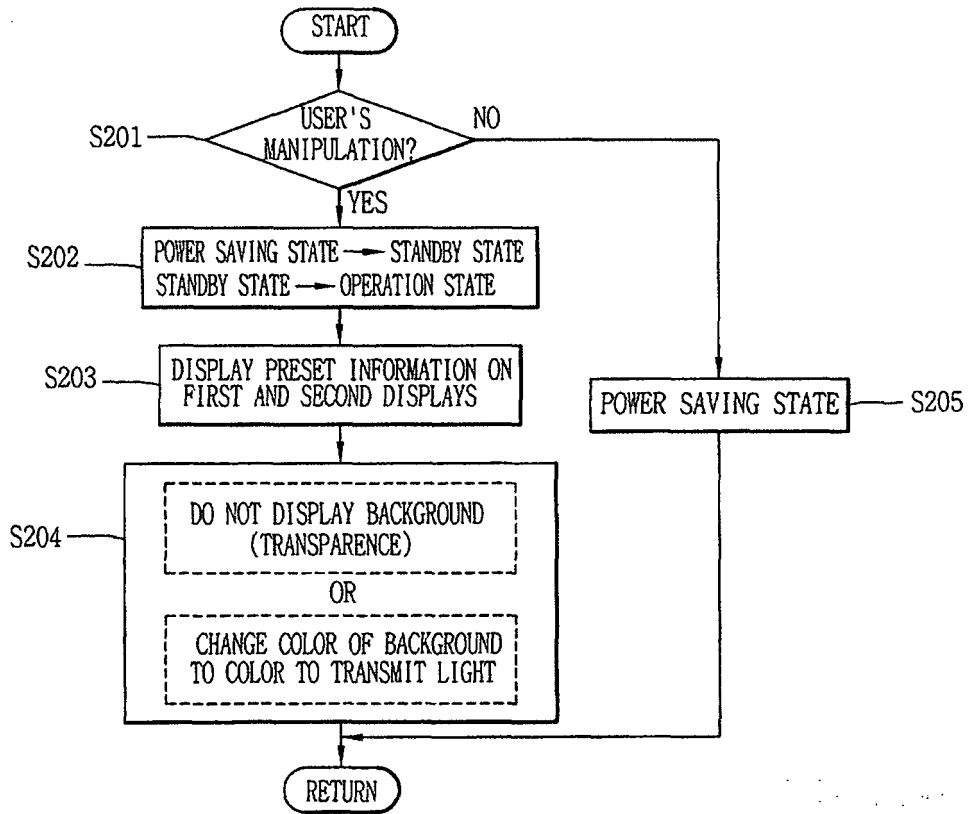 START
S201
USER'S
MANIPULATION?
NO
YES
S202
POWER SAVING STATE → STANDBY STATE
STANDBY STATE → OPERATION STATE
S203
DISPLAY PRESET INFORMATION ON
FIRST AND SECOND DISPLAYS
POWER SAVING STATE
S205
S204
DO NOT DISPLAY BACKGROUND
(TRANSPARENCE)
OR
CHANGE COLOR OF BACKGROUND
TO COLOR TO TRANSMIT LIGHT
RETURN